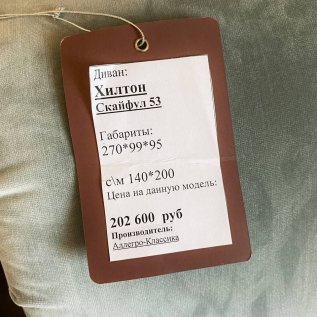 Диван:
Хилтон
Скайфул 53
Габариты:
270*99*95
с\м 140*200
Цена на данную модель:
202 600 руб
Производитель:
Аллегро-Классика